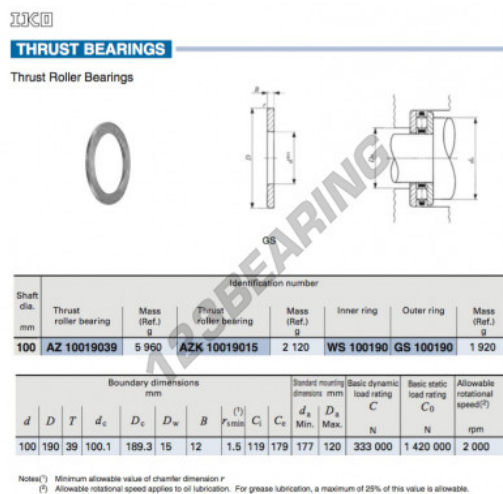 IKO
THRUST BEARINGS
Thrust Roller Bearings
B
r
D
d
Da
da
GS
123BEARING
Identification number
Shaft dia. mm
Thrust roller bearing
Mass (Ref.) g
Thrust roller bearing
Mass (Ref.) g
Inner ring
Outer ring
Mass (Ref.) g
100 AZ 10019039 5 960 AZK 10019015 2 120 WS 100190 GS 100190 1 920
Boundary dimensions mm
Standard mounting dimensions mm
Basic dynamic load rating C N
Basic static load rating C0 N
Allowable rotational speed(2) rpm
d D T dc Dc Dw B rs min(1) Ci Ce da Min. Da Max.
100 190 39 100.1 189.3 15 12 1.5 119 179 177 120 333 000 1 420 000 2 000
Notes(1) Minimum allowable value of chamfer dimension r
(2) Allowable rotational speed applies to oil lubrication. For grease lubrication, a maximum of 25% of this value is allowable.